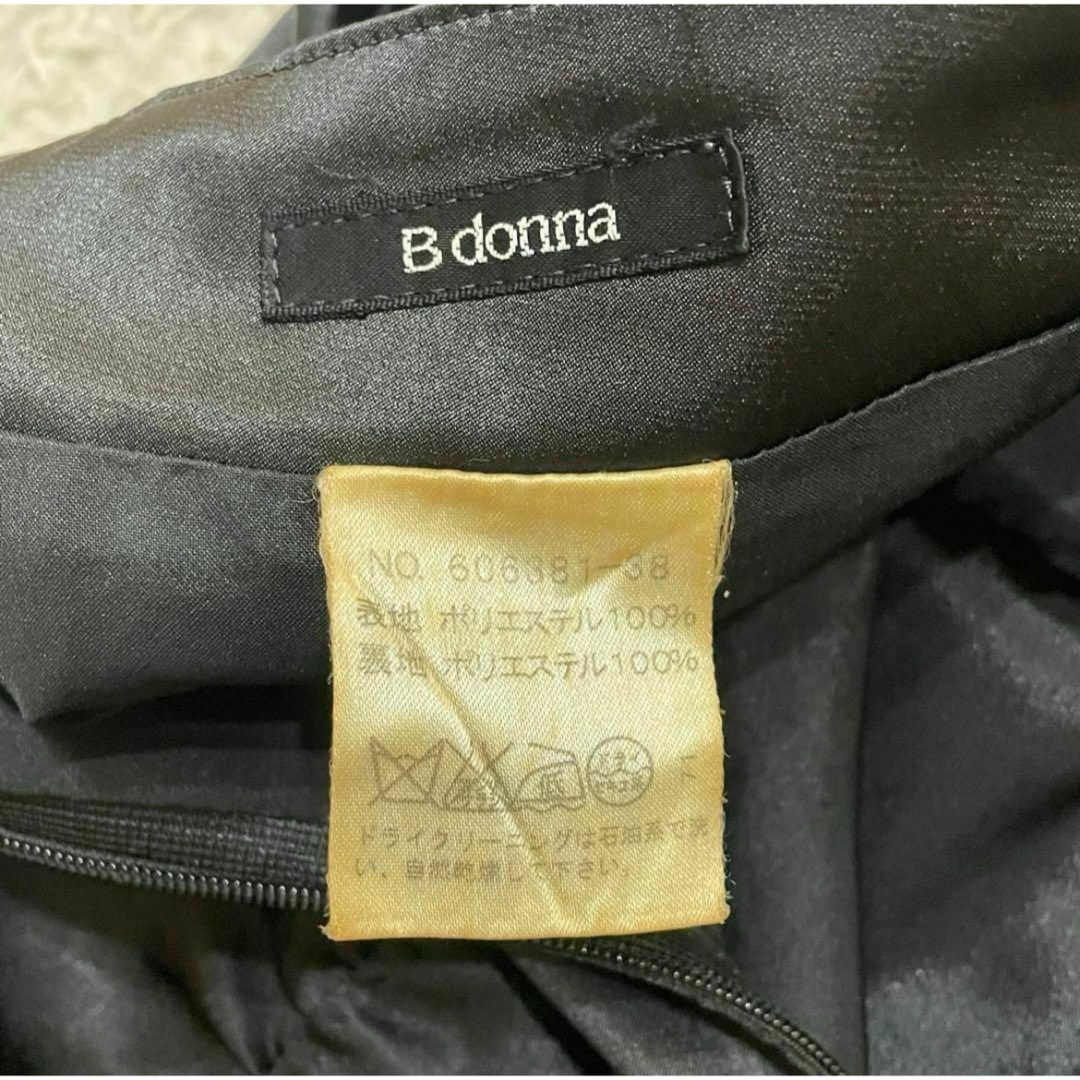 B donna
NO. 606381-38
表地 ポリエステル100%
裏地 ポリエステル100%
ドライクリーニングは石油系で洗
い、自然乾燥して下さい。